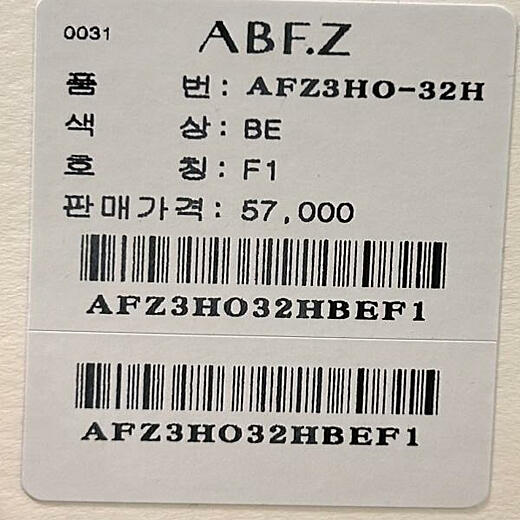 0031 ABF.Z
품 번: AFZ3HO-32H
색 상: BE
호 칭: F1
판매가격: 57,000
AFZ3HO32HBEF1
AFZ3HO32HBEF1